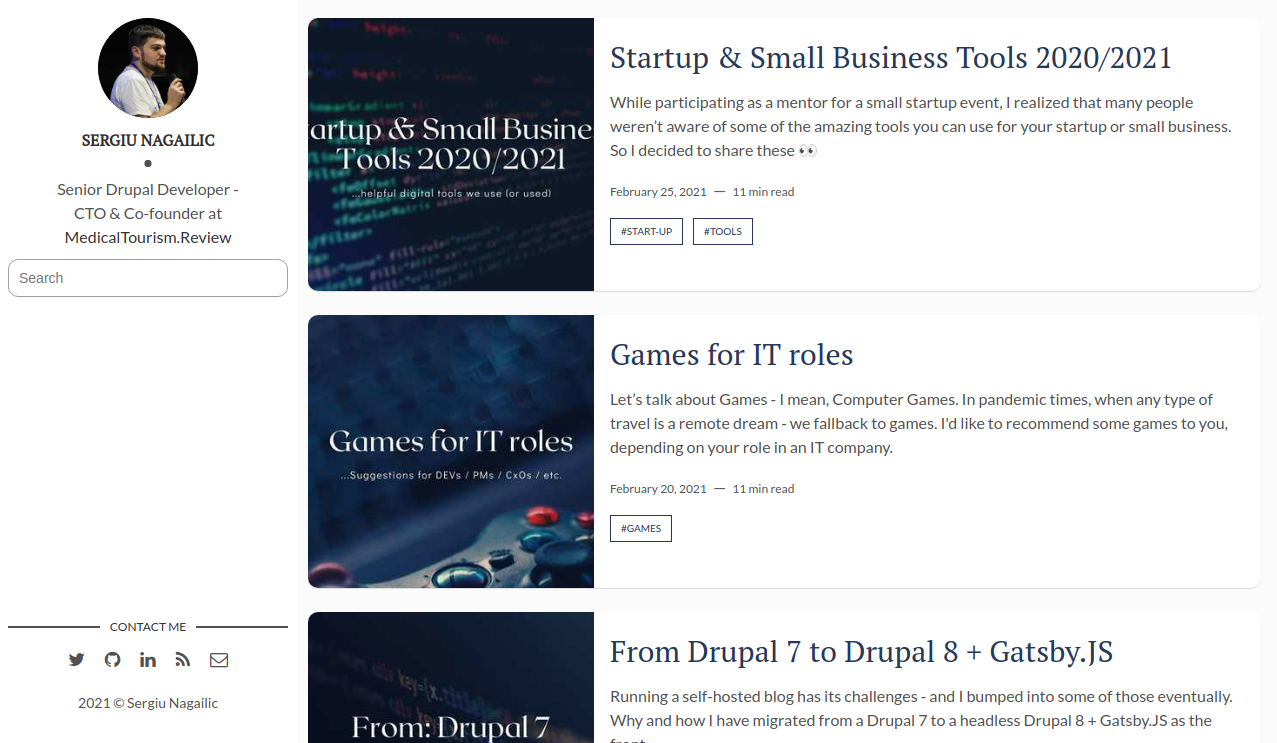 SERGIU NAGAILIC
Senior Drupal Developer -
CTO & Co-founder at
MedicalTourism.Review
Search
CONTACT ME
2021 © Sergiu Nagailic
artup & Small Busine
Tools 2020/2021
...helpful digital tools we use (or used)
Startup & Small Business Tools 2020/2021
While participating as a mentor for a small startup event, I realized that many people
weren’t aware of some of the amazing tools you can use for your startup or small business.
So I decided to share these 👀
February 25, 2021 — 11 min read
#START-UP #TOOLS
Games for IT roles
...Suggestions for DEVs / PMs / CxOs / etc.
Games for IT roles
Let’s talk about Games - I mean, Computer Games. In pandemic times, when any type of
travel is a remote dream - we fallback to games. I'd like to recommend some games to you,
depending on your role in an IT company.
February 20, 2021 — 11 min read
#GAMES
From: Drupal 7
From Drupal 7 to Drupal 8 + Gatsby.JS
Running a self-hosted blog has its challenges - and I bumped into some of those eventually.
Why and how I have migrated from a Drupal 7 to a headless Drupal 8 + Gatsby.JS as the